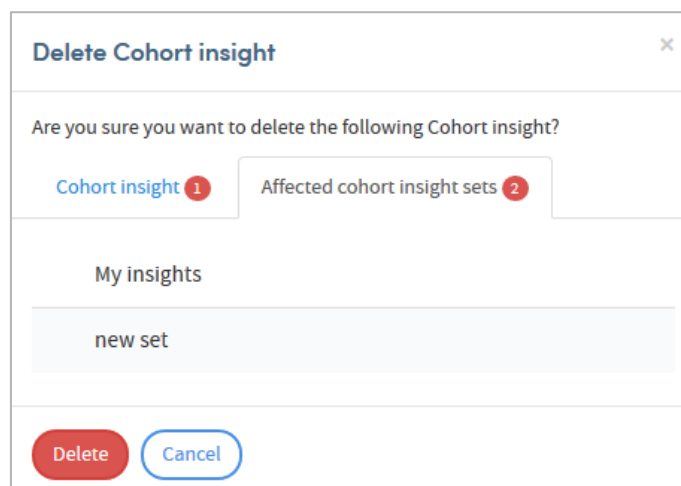 Delete Cohort insight
×
Are you sure you want to delete the following Cohort insight?
Cohort insight 1 Affected cohort insight sets 2
My insights
new set
Delete Cancel